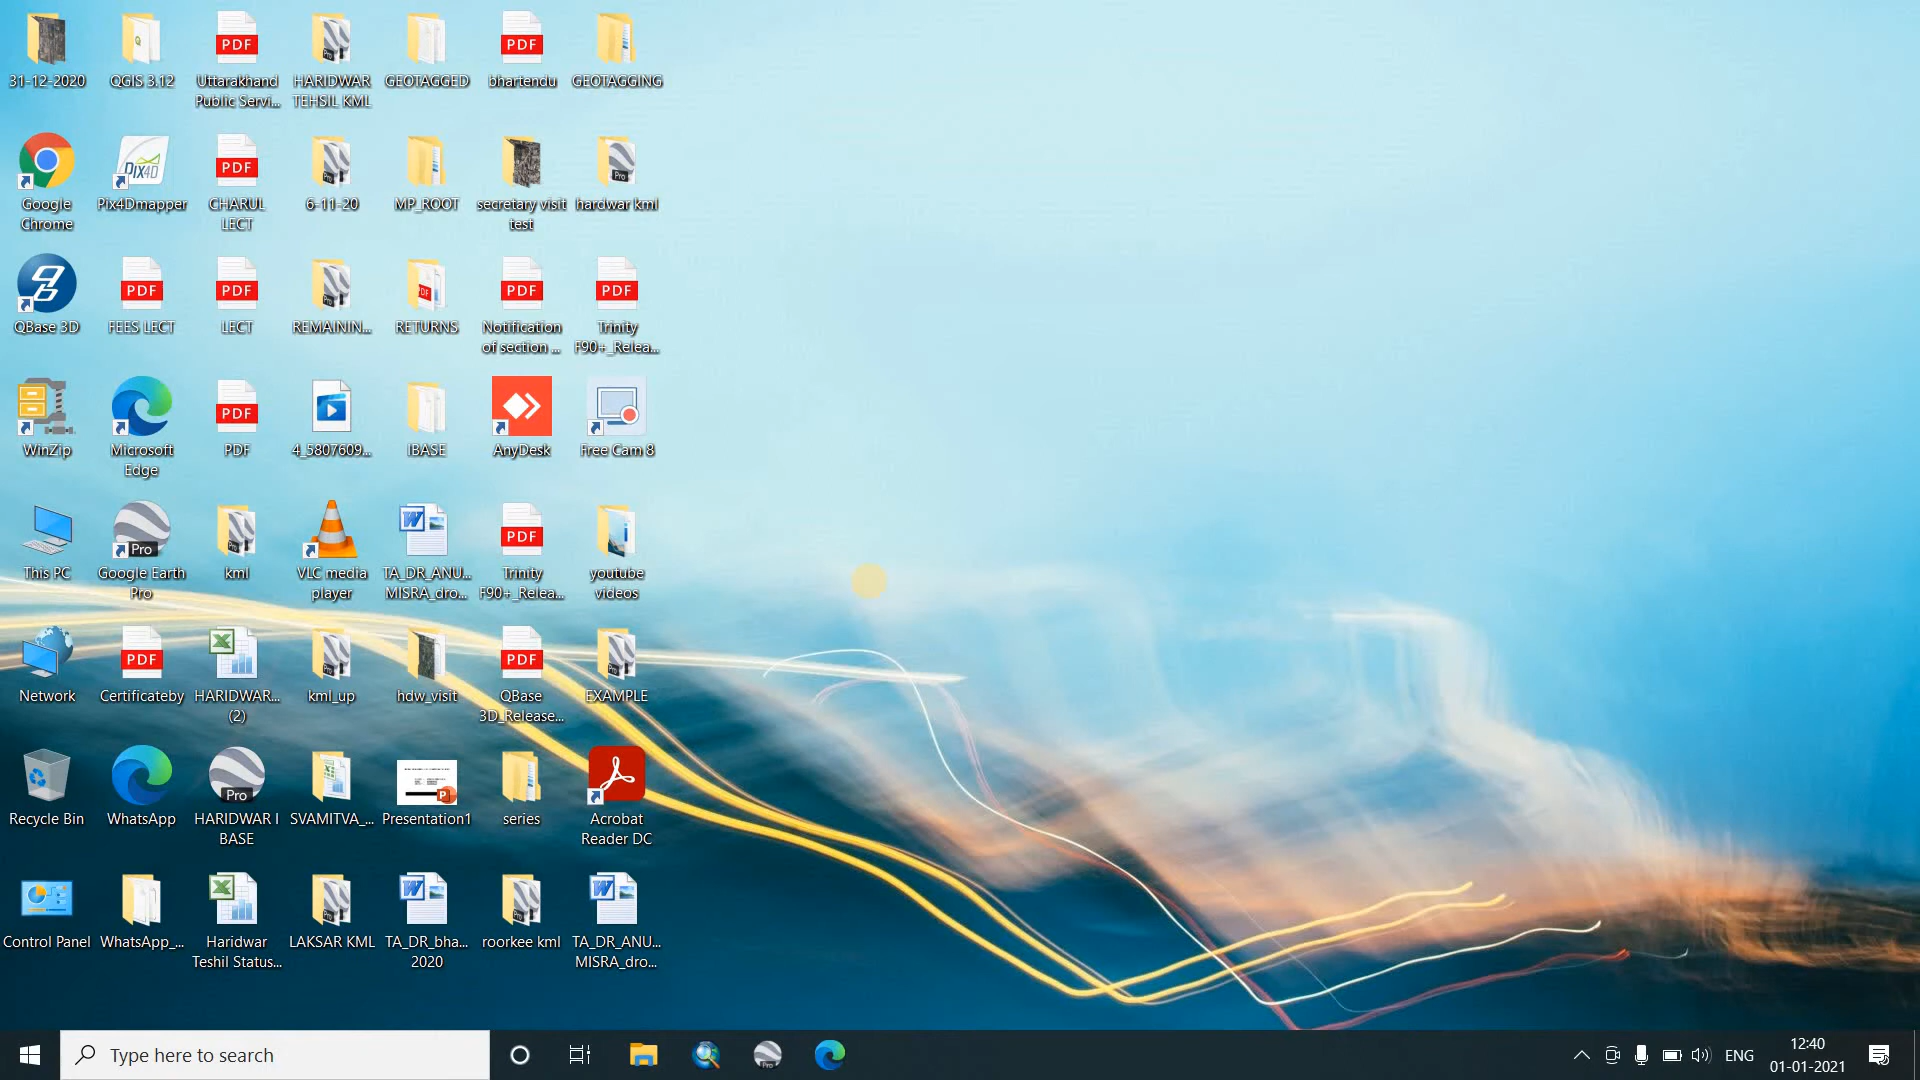 31-12-2020
QGIS 3.12
Uttarakhand
Public Servi...
HARIDWAR
TEHSIL KML
GEOTAGGED
bhartendu
GEOTAGGING
Google
Chrome
Pix4Dmapper
CHARUL
LECT
6-11-20
MP_ROOT
secretary visit
test
hardwar kml
QBase 3D
FEES LECT
LECT
REMAININ...
RETURNS
Notification
of section ...
Trinity
F90+_Relea...
WinZip
Microsoft
Edge
PDF
4_5807609...
IBASE
AnyDesk
Free Cam 8
This PC
Google Earth
Pro
kml
VLC media
player
TA_DR_ANU...
MISRA_dro...
Trinity
F90+_Relea...
youtube
videos
Network
Certificateby
HARIDWAR...
(2)
kml_up
hdw_visit
QBase
3D_Release...
EXAMPLE
Recycle Bin
WhatsApp
HARIDWAR I
BASE
SVAMITVA_...
Presentation1
series
Acrobat
Reader DC
Control Panel
WhatsApp_...
Haridwar
Teshil Status...
LAKSAR KML
TA_DR_bha...
2020
roorkee kml
TA_DR_ANU...
MISRA_dro...
Type here to search
ENG
12:40
01-01-2021